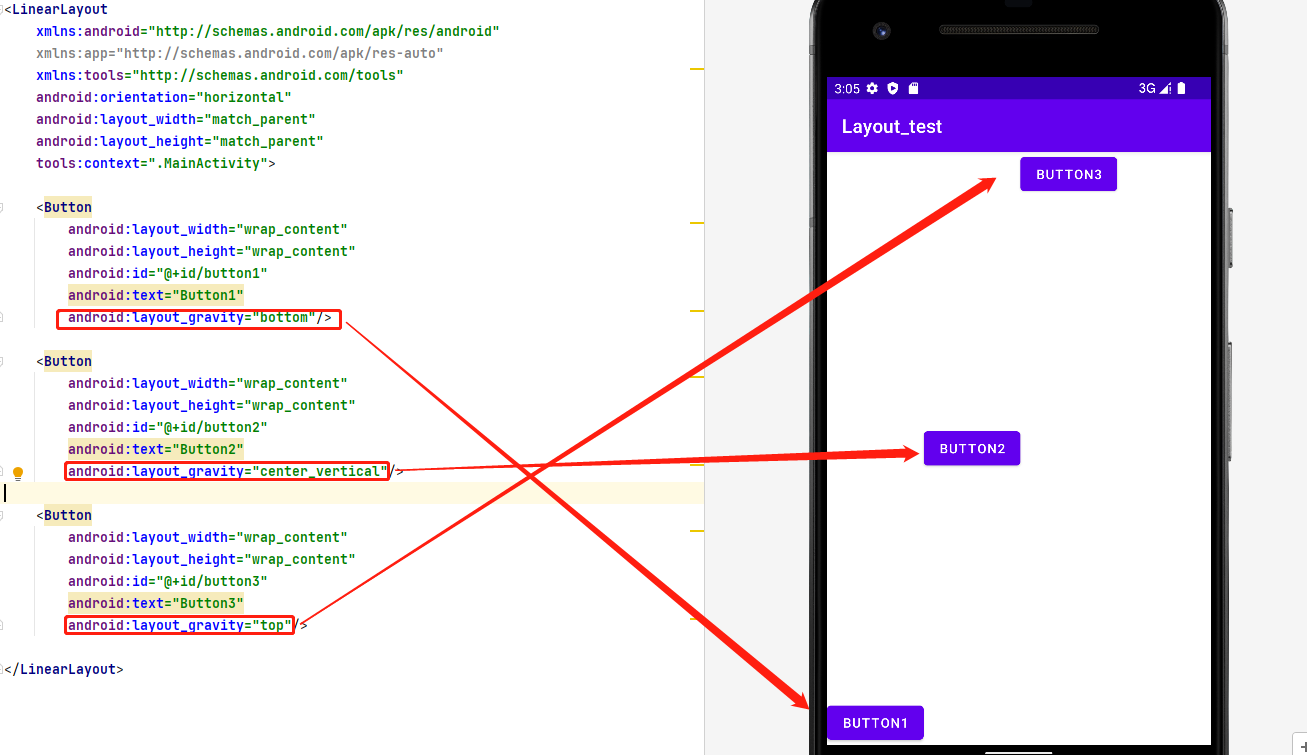 <LinearLayout
xmlns:android="http://schemas.android.com/apk/res/android"
xmlns:app="http://schemas.android.com/apk/res-auto"
xmlns:tools="http://schemas.android.com/tools"
android:orientation="horizontal"
android:layout_width="match_parent"
android:layout_height="match_parent"
tools:context=".MainActivity">
<Button
android:layout_width="wrap_content"
android:layout_height="wrap_content"
android:id="@+id/button1"
android:text="Button1"
android:layout_gravity="bottom"/>
<Button
android:layout_width="wrap_content"
android:layout_height="wrap_content"
android:id="@+id/button2"
android:text="Button2"
android:layout_gravity="center_vertical"/>
<Button
android:layout_width="wrap_content"
android:layout_height="wrap_content"
android:id="@+id/button3"
android:text="Button3"
android:layout_gravity="top"/>
</LinearLayout>
3:05 3G
Layout_test
BUTTON3
BUTTON2
BUTTON1